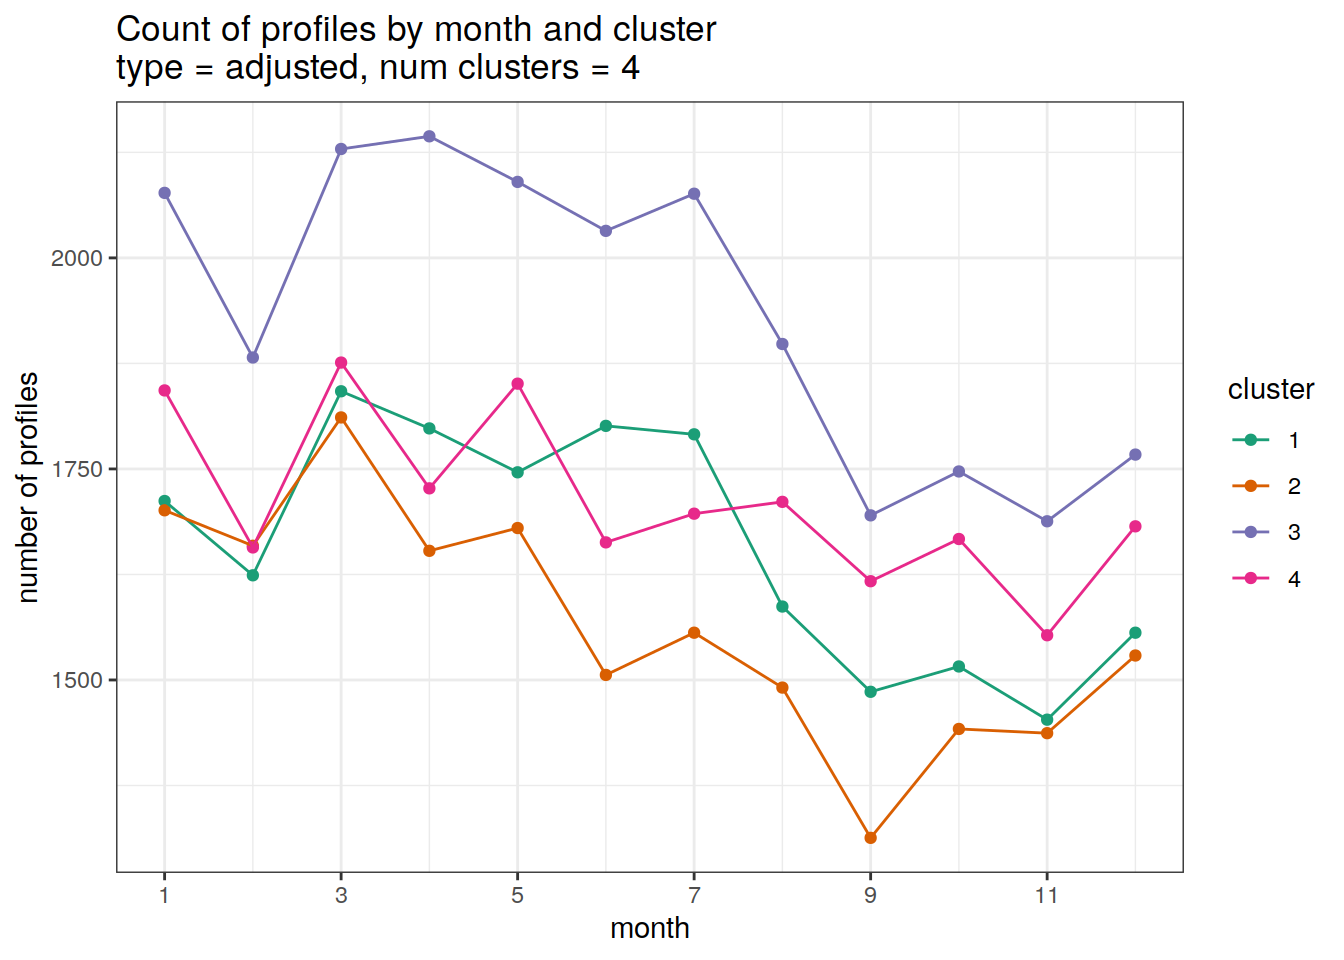 Count of profiles by month and cluster
type = adjusted, num clusters = 4
number of profiles
2000
1750
1500
1
3
5
7
9
11
month
cluster
1
2
3
4